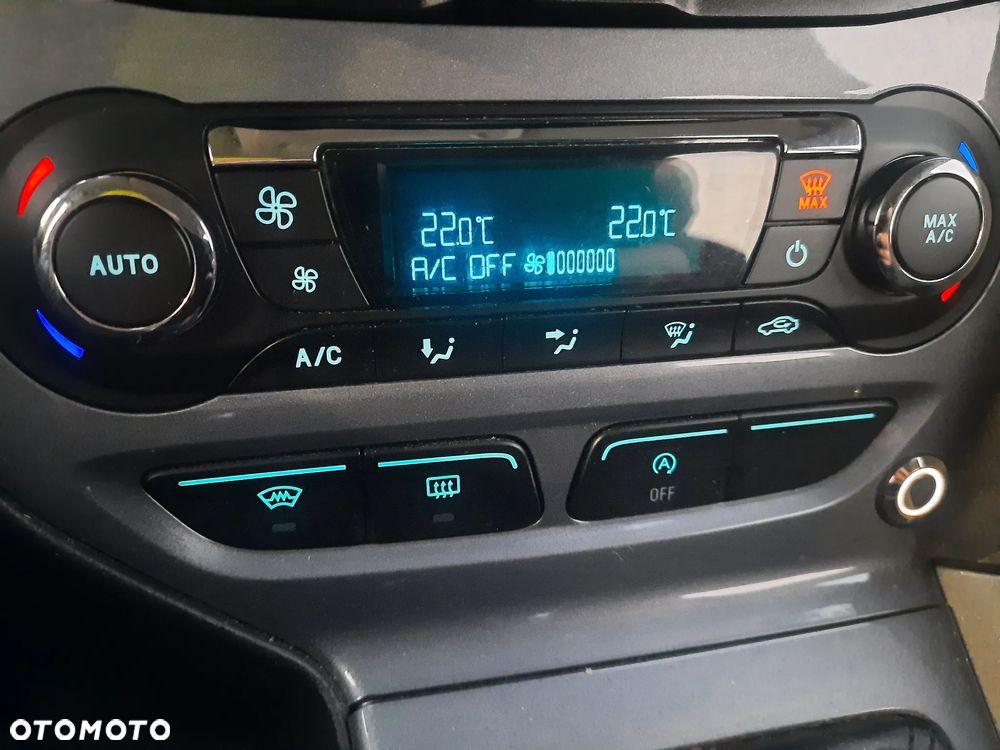 MAX
22.0°C 22.0°C
AUTO
MAX
A/C
A/C OFF
A/C
A
OFF
OTOMOTO